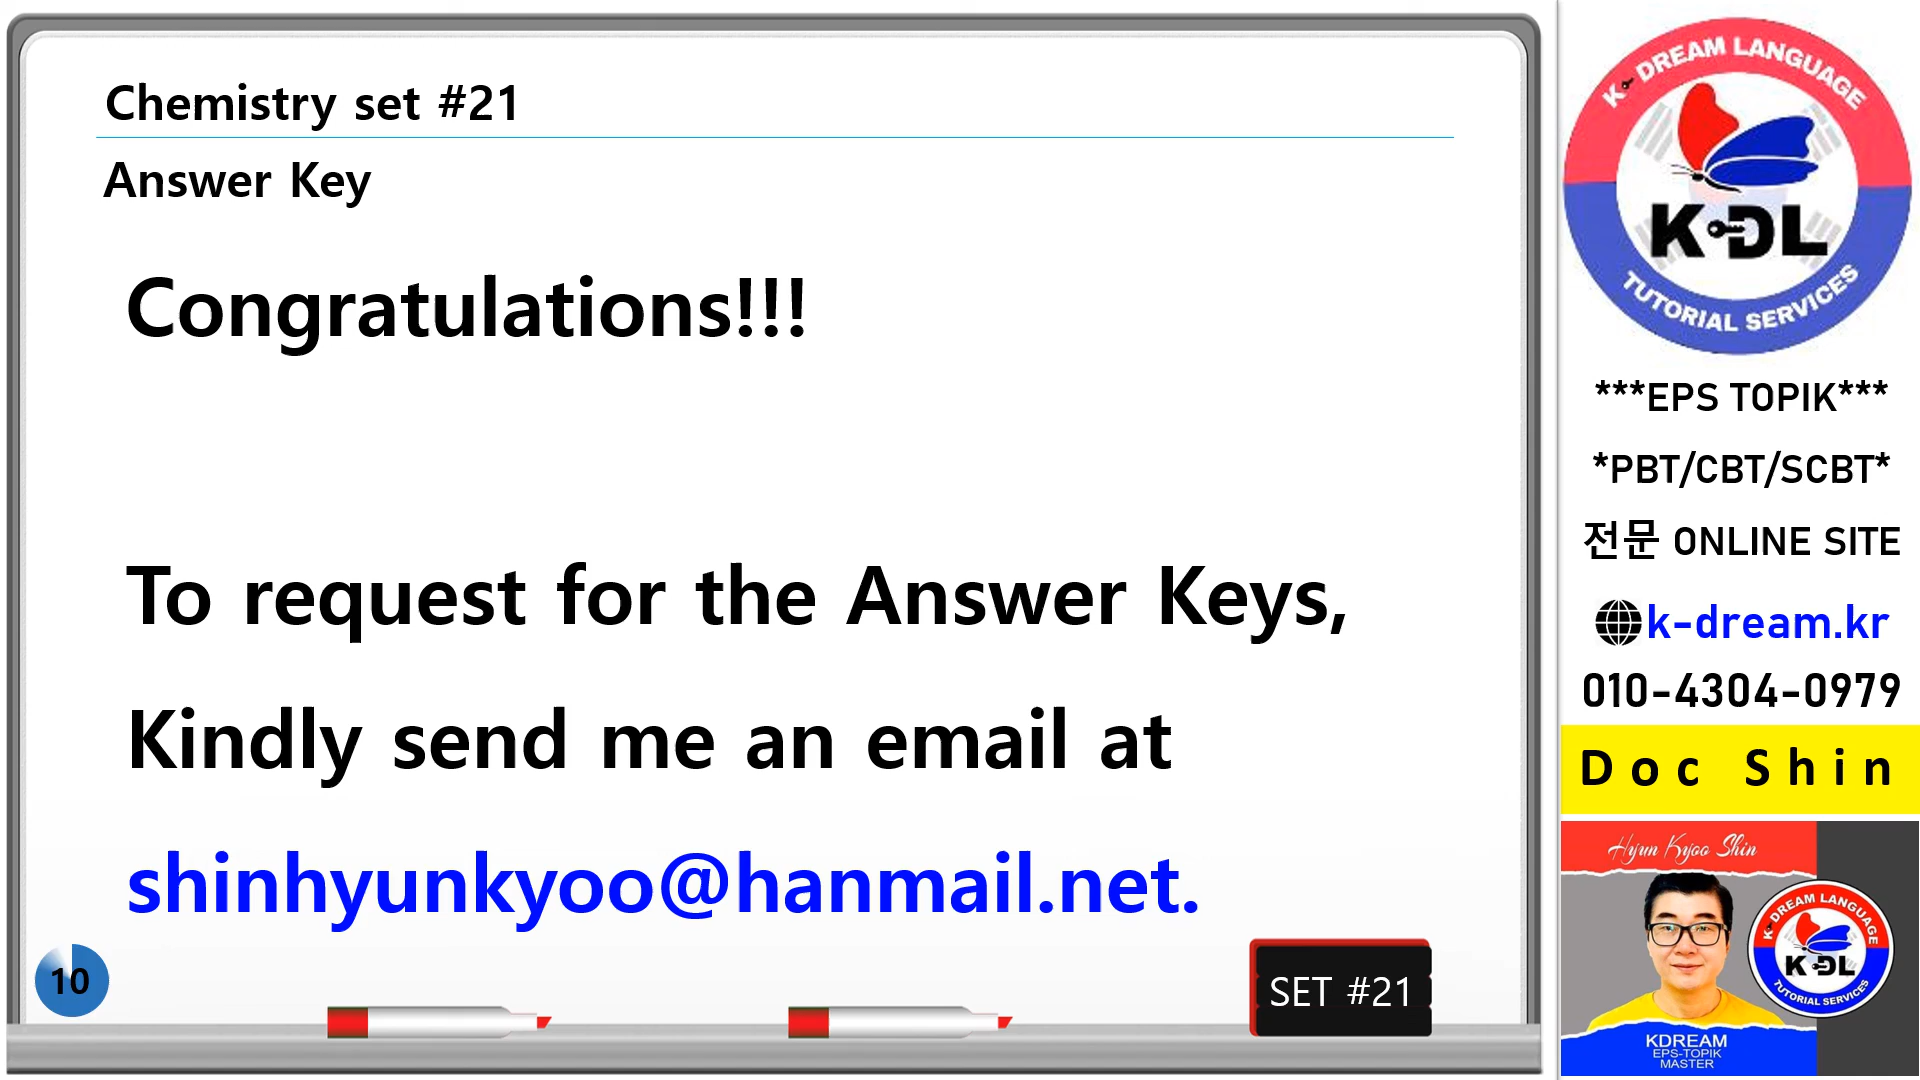 Chemistry set #21
Answer Key
Congratulations!!!
To request for the Answer Keys,
Kindly send me an email at
shinhyunkyoo@hanmail.net.
10
SET #21
K DREAM LANGUAGE
K DL
TUTORIAL SERVICES
***EPS TOPIK***
*PBT/CBT/SCBT*
전문 ONLINE SITE
k-dream.kr
010-4304-0979
Doc Shin
Hyun Kyoo Shin
K DREAM LANGUAGE
K DL
TUTORIAL SERVICES
KDREAM
EPS-TOPIK
MASTER